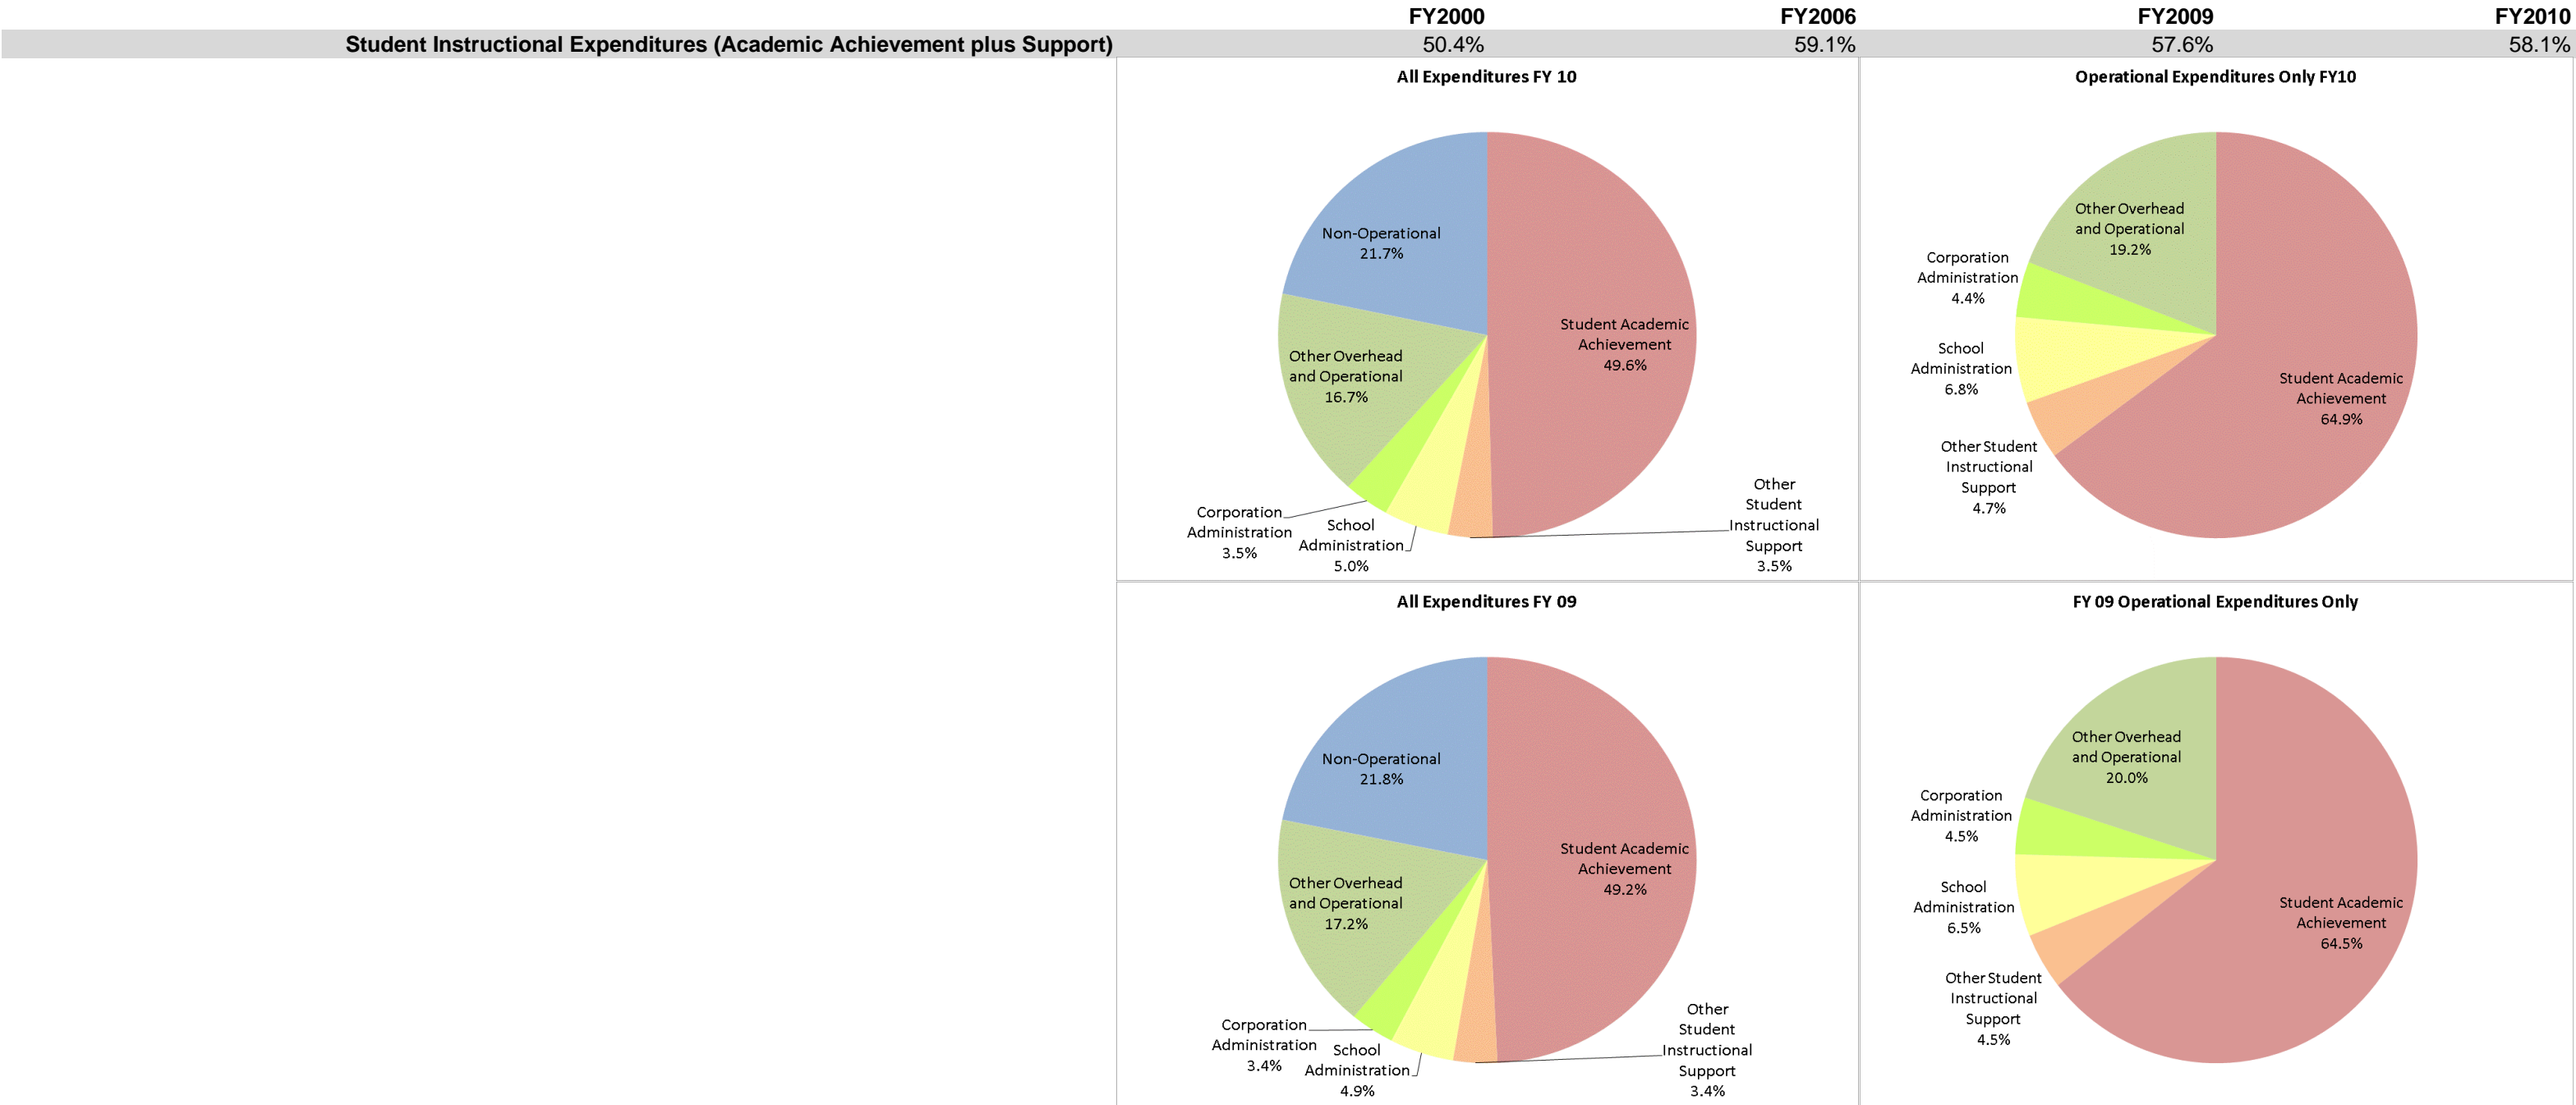 FY2000 FY2006 FY2009 FY2010
Student Instructional Expenditures (Academic Achievement plus Support) 50.4% 59.1% 57.6% 58.1%
All Expenditures FY 10
Non-Operational
21.7%
Student Academic
Achievement
49.6%
Other Overhead
and Operational
16.7%
Corporation
Administration
3.5%
School
Administration
5.0%
Other
Student
Instructional
Support
3.5%
Operational Expenditures Only FY10
Other Overhead
and Operational
19.2%
Corporation
Administration
4.4%
School
Administration
6.8%
Student Academic
Achievement
64.9%
Other Student
Instructional
Support
4.7%
All Expenditures FY 09
Non-Operational
21.8%
Student Academic
Achievement
49.2%
Other Overhead
and Operational
17.2%
Corporation
Administration
3.4%
School
Administration
4.9%
Other
Student
Instructional
Support
3.4%
FY 09 Operational Expenditures Only
Other Overhead
and Operational
20.0%
Corporation
Administration
4.5%
School
Administration
6.5%
Student Academic
Achievement
64.5%
Other Student
Instructional
Support
4.5%